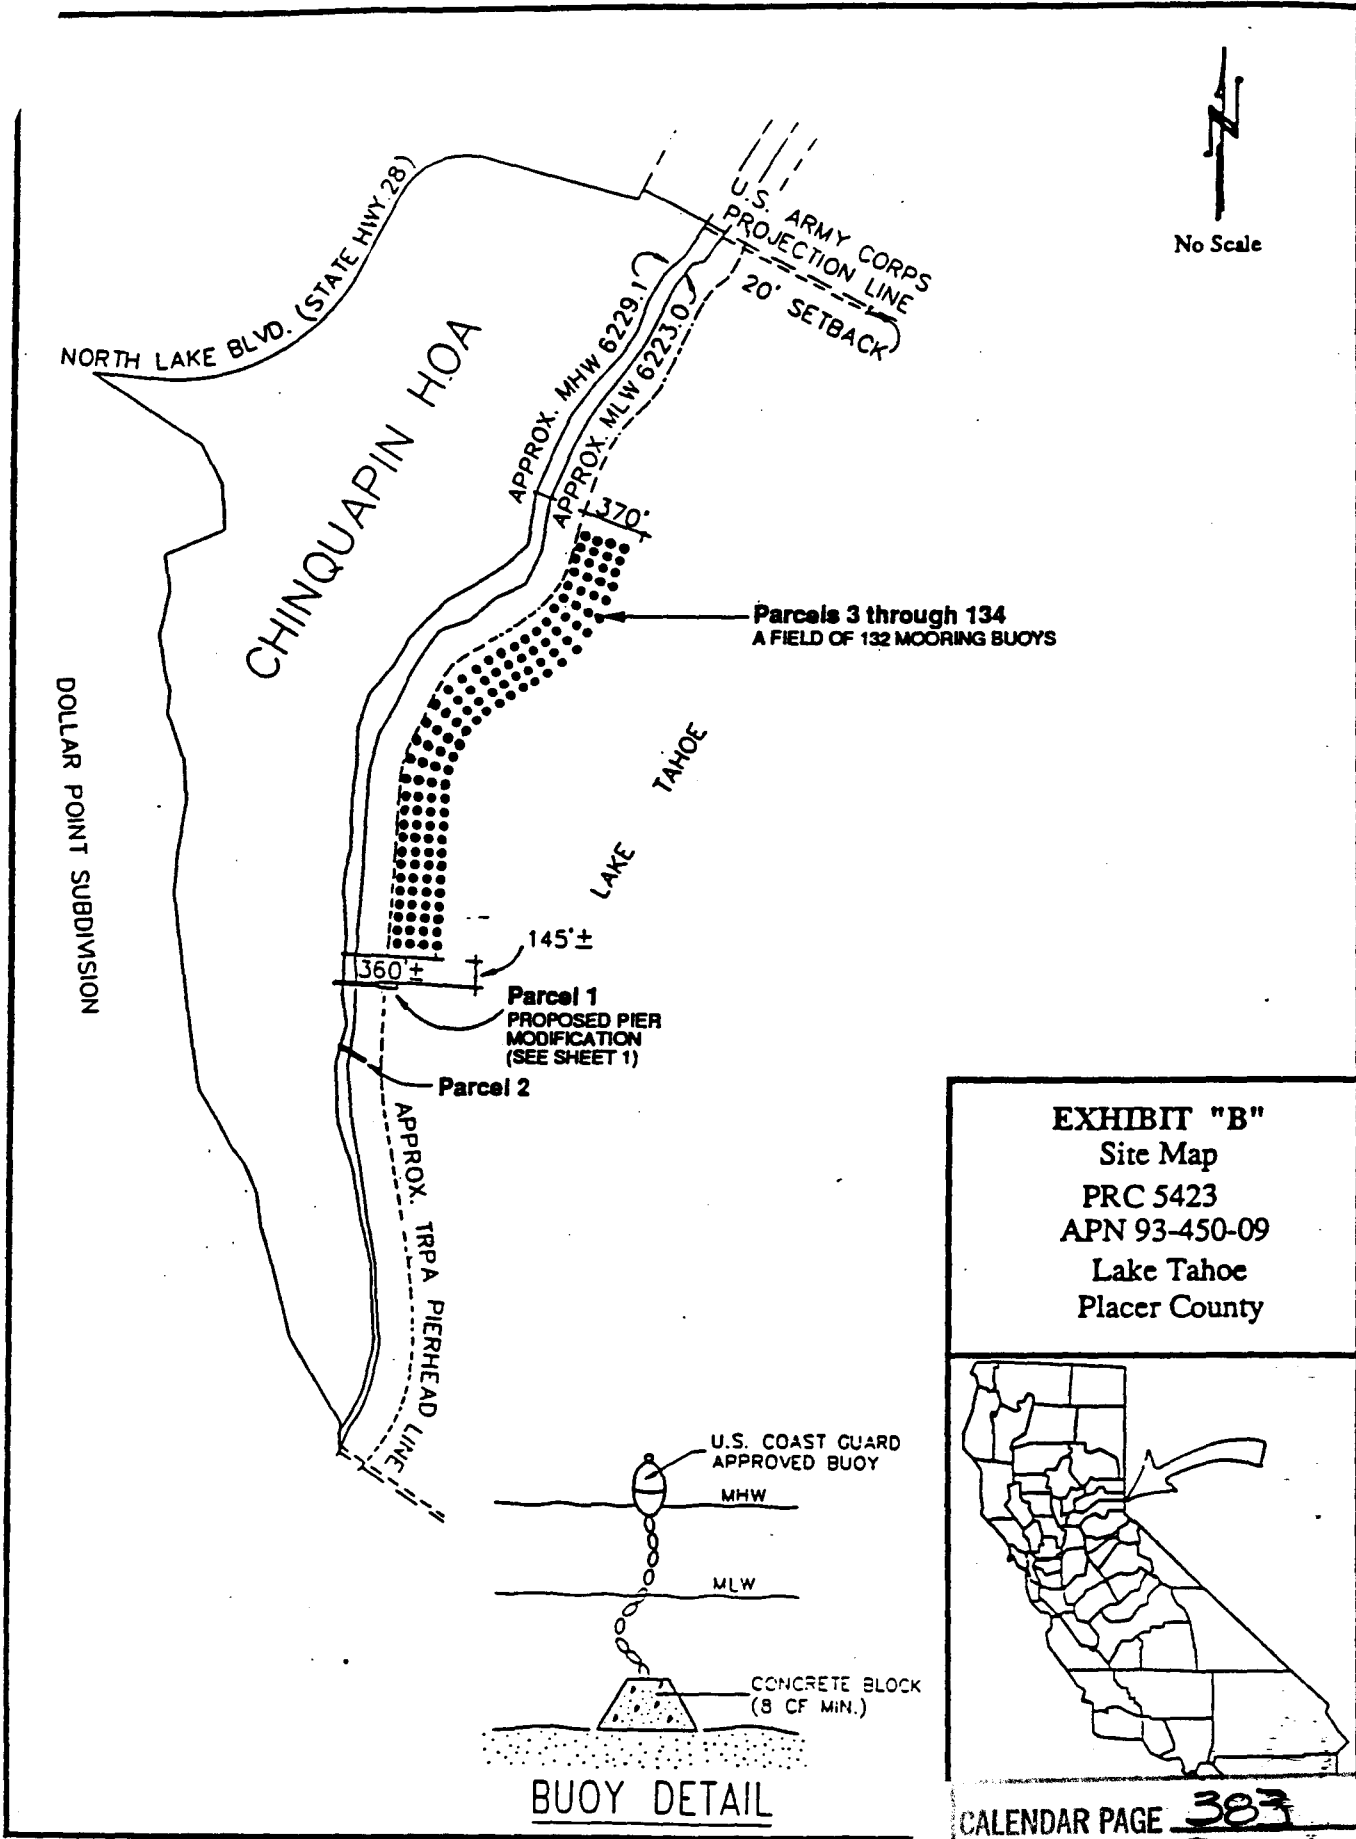 No Scale
U.S. ARMY CORPS
PROJECTION LINE
20' SETBACK
NORTH LAKE BLVD. (STATE HWY. 28)
APPROX. MHW 6229.1
APPROX. MLW 6223.0
CHINQUAPIN H.O.A
370'
Parcels 3 through 134
A FIELD OF 132 MOORING BUOYS
DOLLAR POINT SUBDIVISION
LAKE TAHOE
145'±
360'±
Parcel 1
PROPOSED PIER
MODIFICATION
(SEE SHEET 1)
Parcel 2
APPROX. TRPA PIERHEAD LINE
EXHIBIT "B"
Site Map
PRC 5423
APN 93-450-09
Lake Tahoe
Placer County
U.S. COAST GUARD
APPROVED BUOY
MHW
MLW
CONCRETE BLOCK
(8 CF MIN.)
BUOY DETAIL
CALENDAR PAGE 383